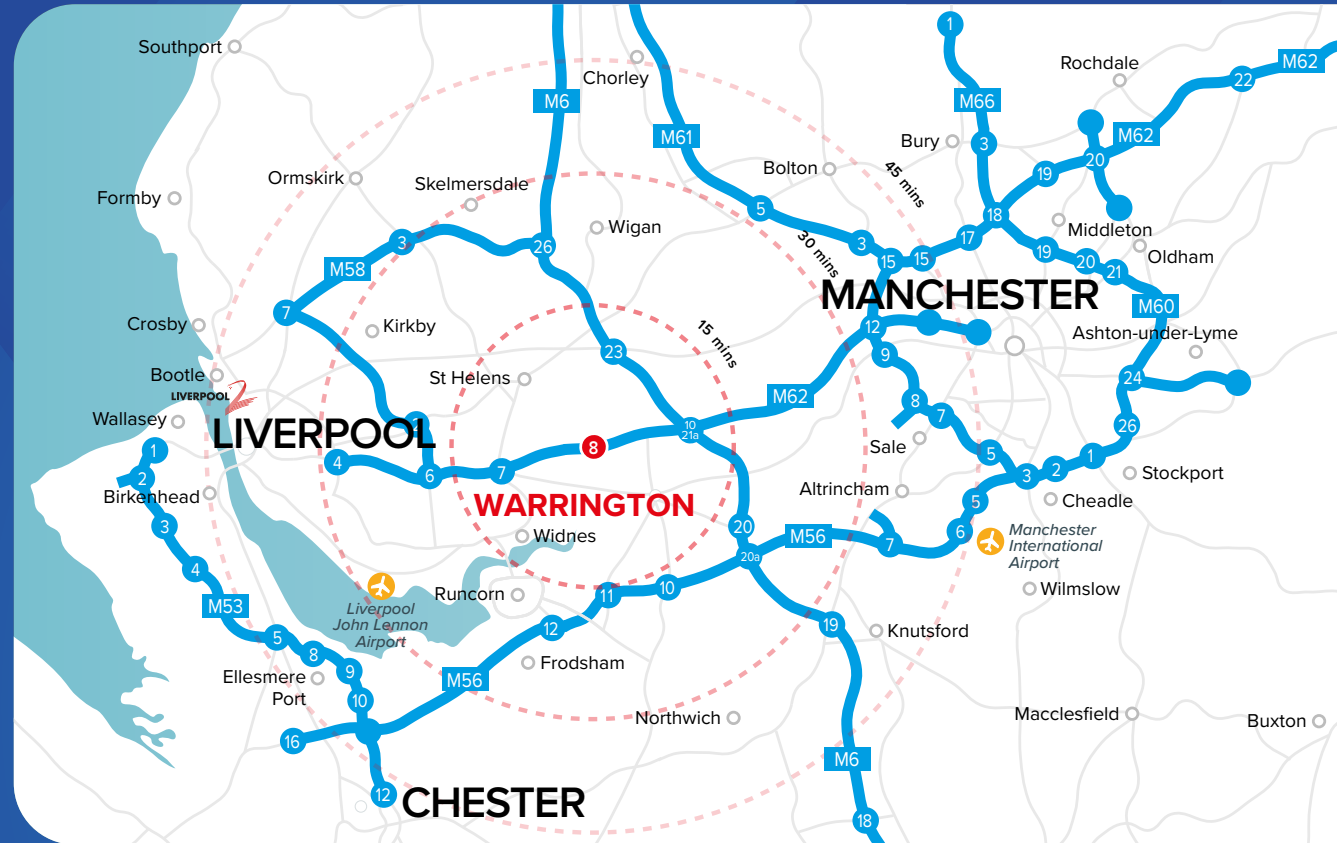 1
Southport
Rochdale
M62
Chorley
22
M6
M66
M61
M62
Bury
3
20
Bolton
45 mins
19
Ormskirk
Skelmersdale
Formby
5
18
Wigan
Middleton
17
30 mins
3
26
3
19
Oldham
15
15
20
21
M58
MANCHESTER
M60
7
Crosby
Kirkby
12
Ashton-under-Lyme
15 mins
23
9
Bootle
St Helens
24
LIVERPOOL2
M62
8
Wallasey
7
26
LIVERPOOL
10
21a
8
Sale
1
5
1
4
7
2
Stockport
2
6
3
Birkenhead
Altrincham
Cheadle
WARRINGTON
5
3
20
Manchester
International
Airport
6
M56
Widnes
7
20a
4
Liverpool
John Lennon
Airport
Runcorn
11
10
Wilmslow
M53
12
19
Knutsford
5
8
Frodsham
9
Ellesmere
Port
M56
10
Northwich
Macclesfield
Buxton
16
M6
12
CHESTER
18